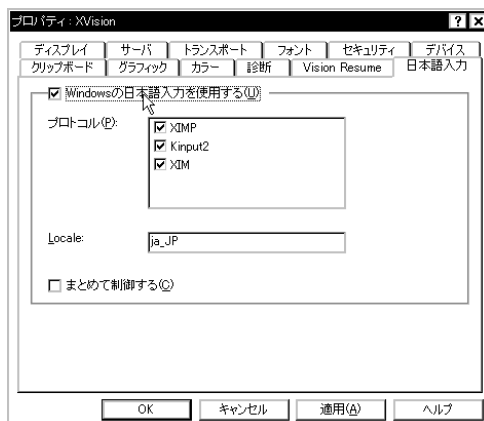 プロパティ : XVision
ディスプレイ サーバ トランスポート フォント セキュリティ デバイス
クリップボード グラフィック カラー 診断 Vision Resume 日本語入力
Windowsの日本語入力を使用する(U)
プロトコル(P):
XIMP
Kinput2
XIM
Locale:
ja_JP
まとめて制御する(C)
OK キャンセル 適用(A) ヘルプ